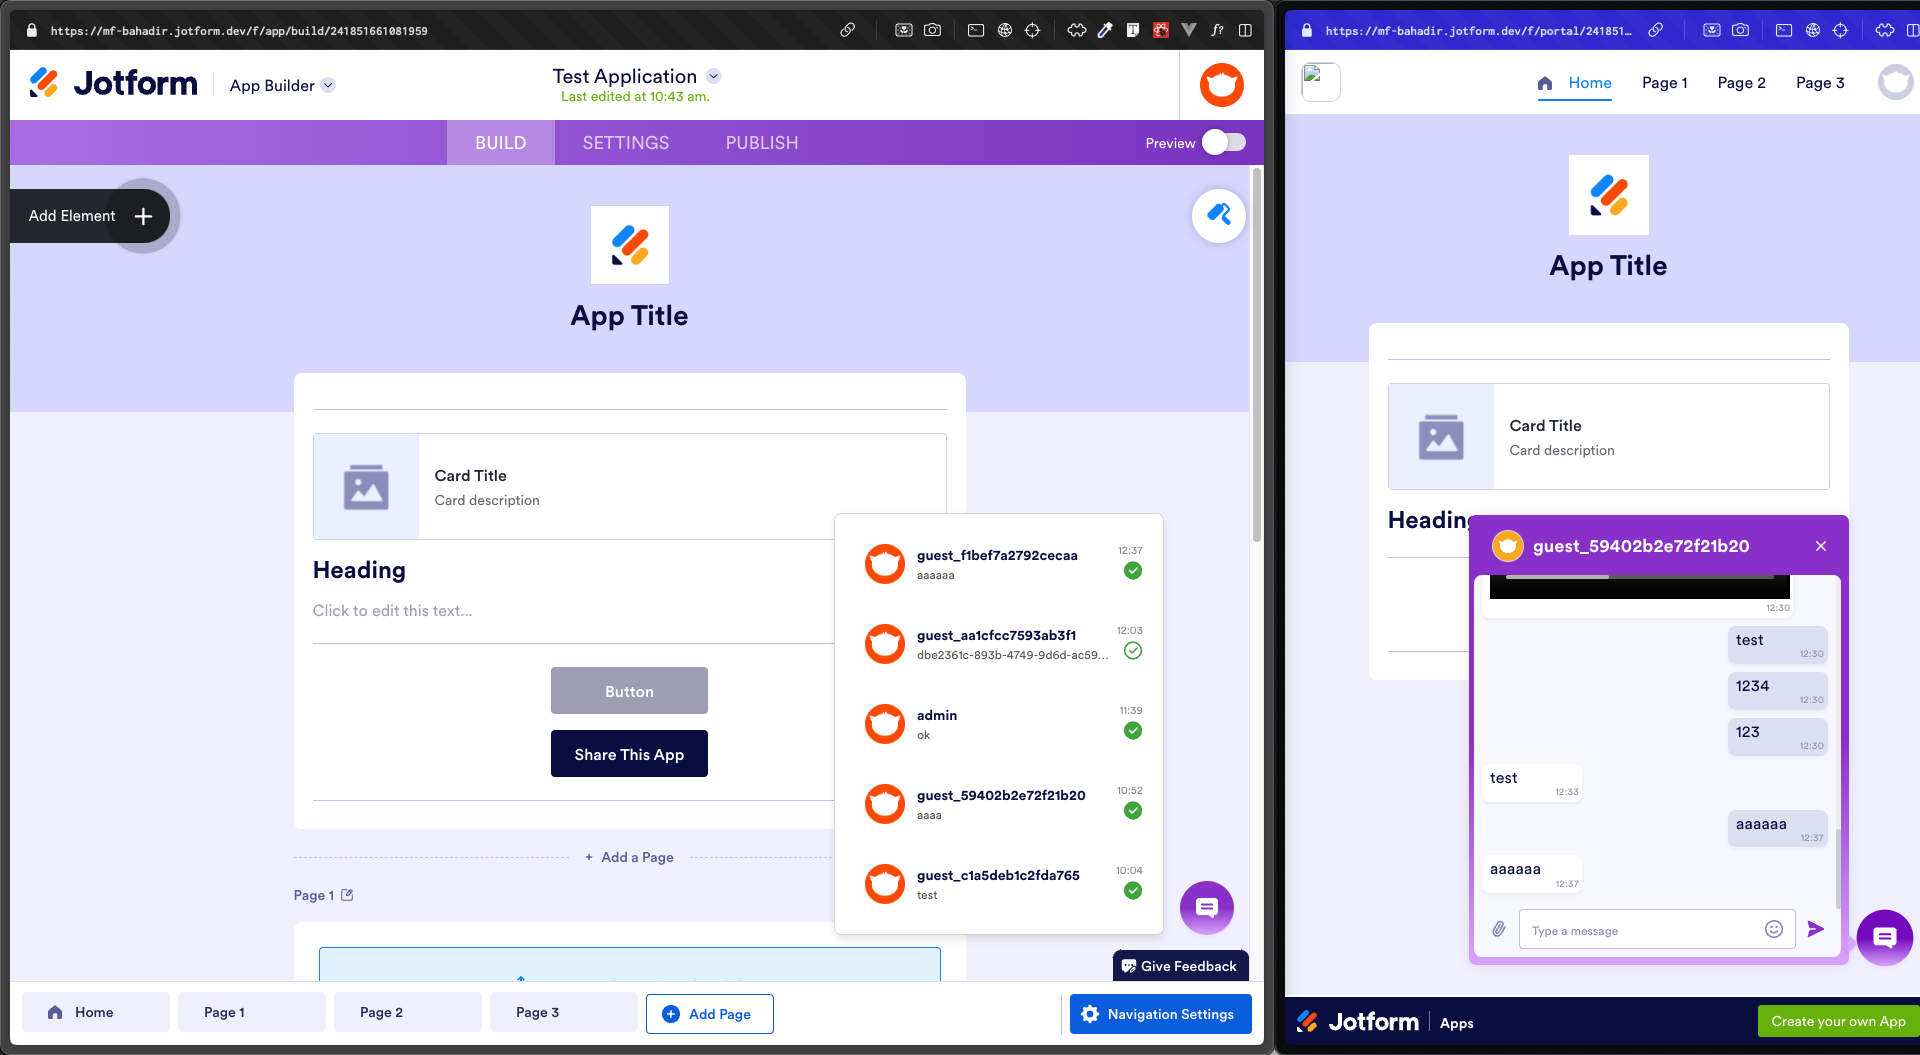 https://mf-bahadir.jotform.dev/f/app/build/241851661081959
f?
Jotform
App Builder
Test Application
Last edited at 10:43 am.
BUILD
SETTINGS
PUBLISH
Preview
Add Element
App Title
Card Title
Card description
Heading
Click to edit this text...
Button
Share This App
+ Add a Page
Page 1
guest_f1bef7a2792cecaa
12:37
aaaaaa
guest_aa1cfcc7593ab3f1
12:03
dbe2361c-893b-4749-9d6d-ac59...
admin
11:39
ok
guest_59402b2e72f21b20
10:52
aaaa
guest_c1a5deb1c2fda765
10:04
test
Give Feedback
Home
Page 1
Page 2
Page 3
Add Page
Navigation Settings
https://mf-bahadir.jotform.dev/f/portal/241851…
Home
Page 1
Page 2
Page 3
App Title
Card Title
Card description
Heading
guest_59402b2e72f21b20
12:30
test
12:30
1234
12:30
123
12:30
test
12:33
aaaaaa
12:37
aaaaaa
12:37
Type a message
Jotform
Apps
Create your own App